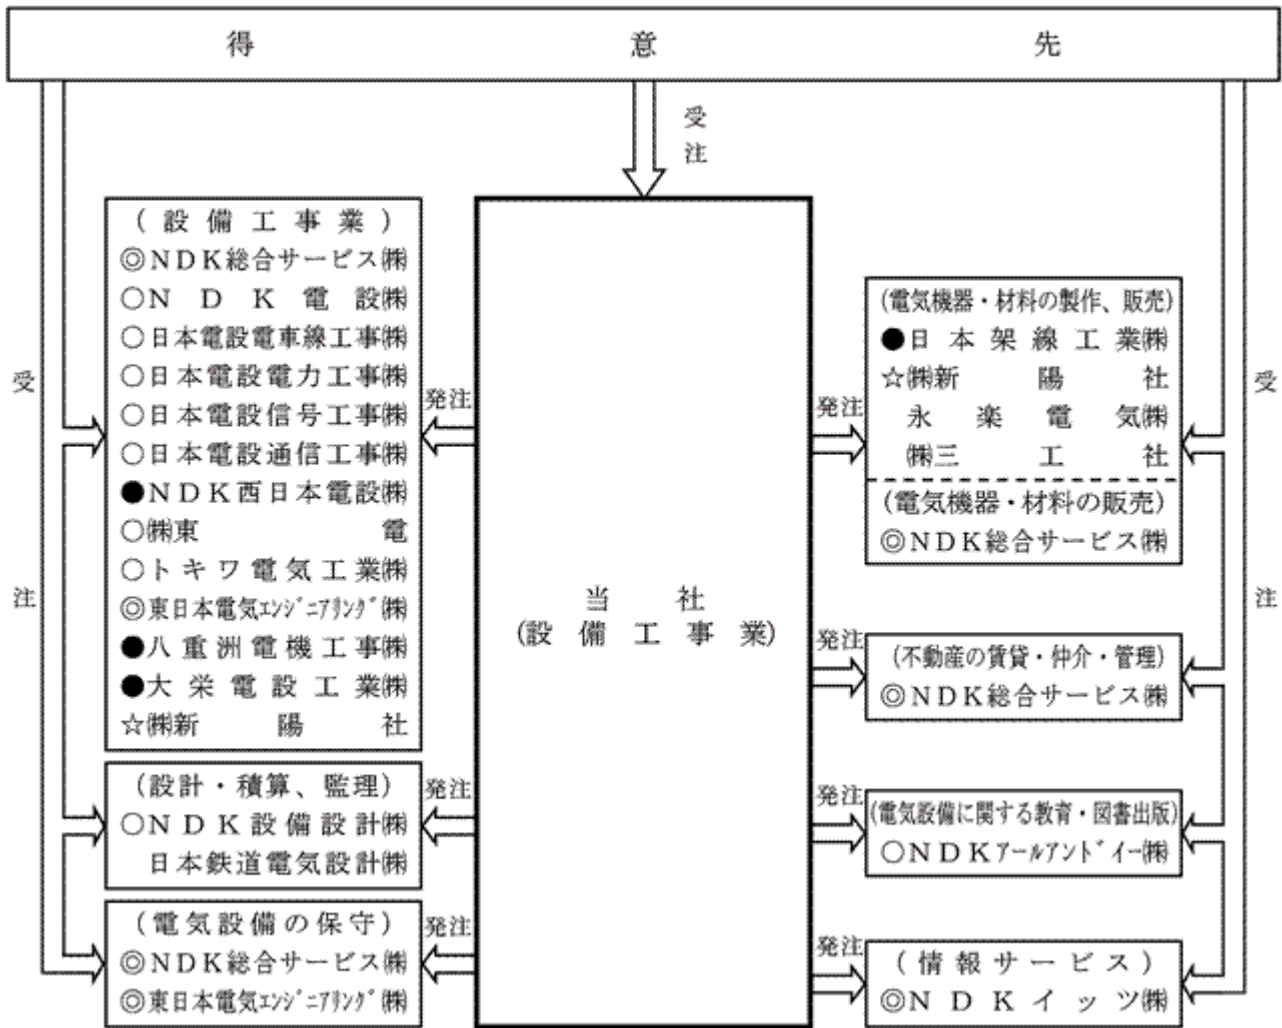 得意先
受注
受注
受注
(設備工事業)
◎NDK総合サービス㈱
○NDK電設㈱
○日本電設電車線工事㈱
○日本電設電力工事㈱
○日本電設信号工事㈱
○日本電設通信工事㈱
●NDK西日本電設㈱
○㈱東電
○トキワ電気工業㈱
◎東日本電気ｴﾝｼﾞﾆｱﾘﾝｸﾞ㈱
●八重洲電機工事㈱
●大栄電設工業㈱
☆㈱新陽社
発注
(設計・積算、監理)
○NDK設備設計㈱
日本鉄道電気設計㈱
発注
(電気設備の保守)
◎NDK総合サービス㈱
◎東日本電気ｴﾝｼﾞﾆｱﾘﾝｸﾞ㈱
発注
当社
(設備工事業)
発注
(電気機器・材料の製作、販売)
●日本架線工業㈱
☆㈱新陽社
永楽電気㈱
㈱三工社
(電気機器・材料の販売)
◎NDK総合サービス㈱
発注
(不動産の賃貸・仲介・管理)
◎NDK総合サービス㈱
発注
(電気設備に関する教育・図書出版)
○NDKｱｰﾙｱﾝﾄﾞｲｰ㈱
発注
(情報サービス)
◎NDKイッツ㈱